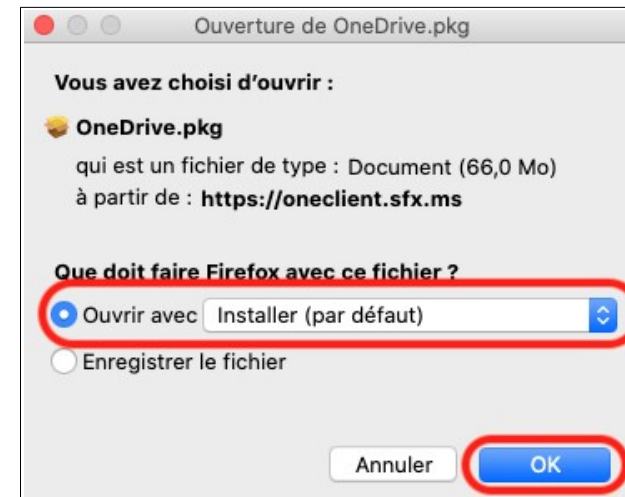 Ouverture de OneDrive.pkg
Vous avez choisi d’ouvrir :
OneDrive.pkg
qui est un fichier de type : Document (66,0 Mo)
à partir de : https://oneclient.sfx.ms
Que doit faire Firefox avec ce fichier ?
Ouvrir avec Installer (par défaut)
Enregistrer le fichier
Annuler OK